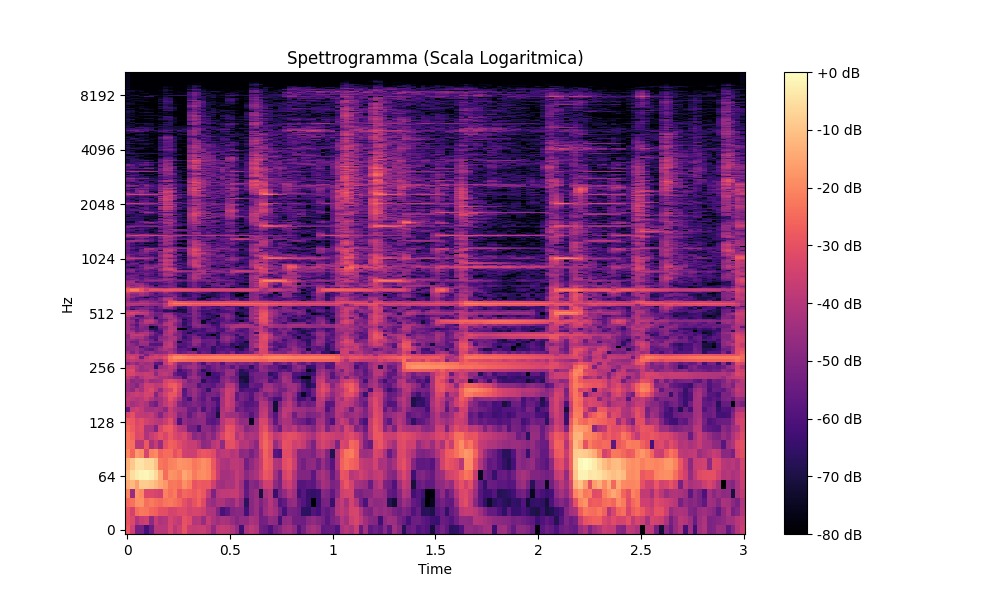 Spettrogramma (Scala Logaritmica)
Hz
8192
4096
2048
1024
512
256
128
64
0
0 0.5 1 1.5 2 2.5 3
Time
+0 dB
-10 dB
-20 dB
-30 dB
-40 dB
-50 dB
-60 dB
-70 dB
-80 dB